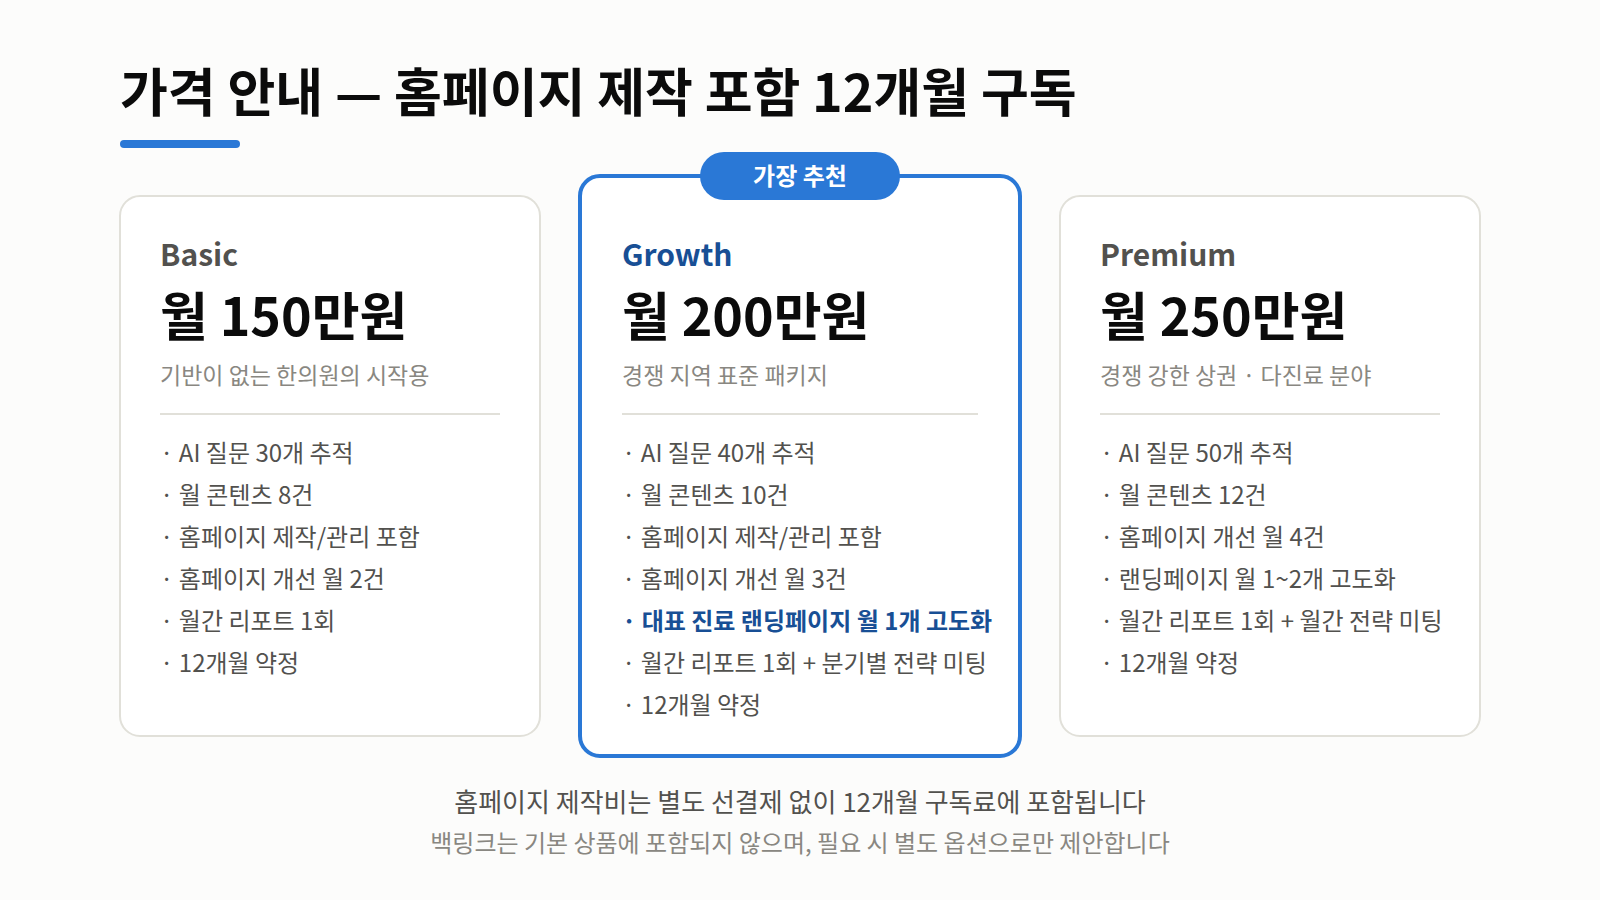 가격 안내 — 홈페이지 제작 포함 12개월 구독
Basic
월 150만원
기반이 없는 한의원의 시작용
· AI 질문 30개 추적
· 월 콘텐츠 8건
· 홈페이지 제작/관리 포함
· 홈페이지 개선 월 2건
· 월간 리포트 1회
· 12개월 약정
가장 추천
Growth
월 200만원
경쟁 지역 표준 패키지
· AI 질문 40개 추적
· 월 콘텐츠 10건
· 홈페이지 제작/관리 포함
· 홈페이지 개선 월 3건
· 대표 진료 랜딩페이지 월 1개 고도화
· 월간 리포트 1회 + 분기별 전략 미팅
· 12개월 약정
Premium
월 250만원
경쟁 강한 상권 · 다진료 분야
· AI 질문 50개 추적
· 월 콘텐츠 12건
· 홈페이지 개선 월 4건
· 랜딩페이지 월 1~2개 고도화
· 월간 리포트 1회 + 월간 전략 미팅
· 12개월 약정
홈페이지 제작비는 별도 선결제 없이 12개월 구독료에 포함됩니다
백링크는 기본 상품에 포함되지 않으며, 필요 시 별도 옵션으로만 제안합니다